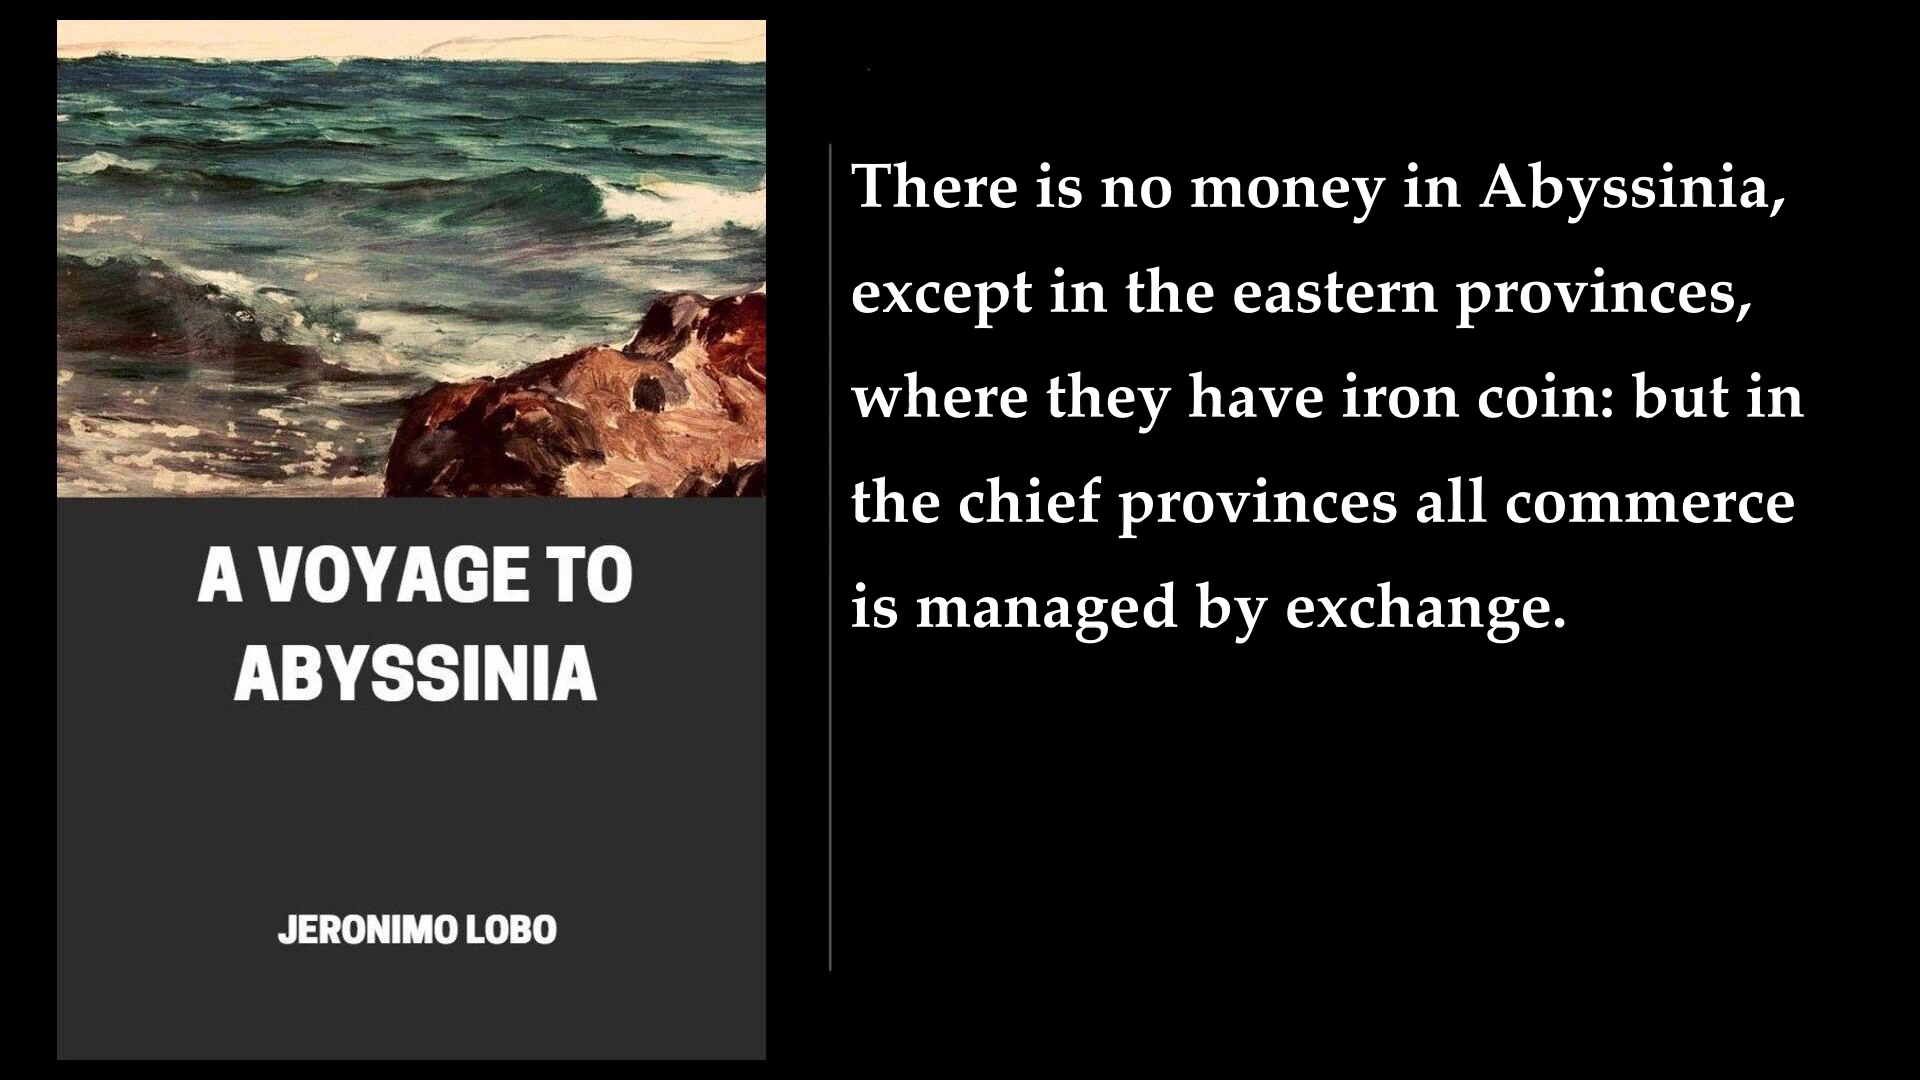 A VOYAGE TO
ABYSSINIA
JERONIMO LOBO
There is no money in Abyssinia,
except in the eastern provinces,
where they have iron coin: but in
the chief provinces all commerce
is managed by exchange.